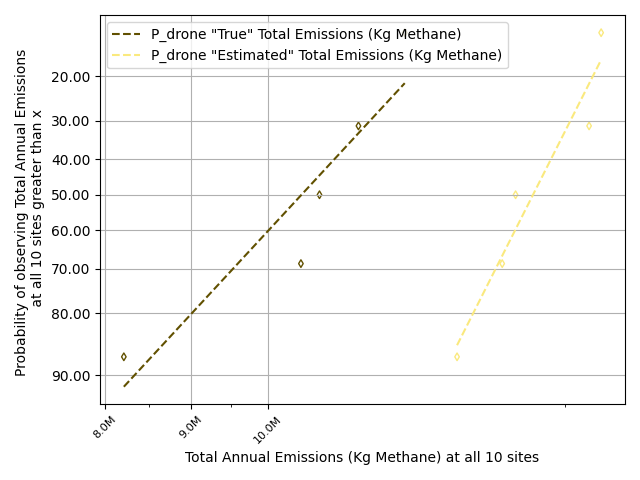 P_drone "True" Total Emissions (Kg Methane)
P_drone "Estimated" Total Emissions (Kg Methane)
Probability of observing Total Annual Emissions
at all 10 sites greater than x
20.00
30.00
40.00
50.00
60.00
70.00
80.00
90.00
8.0M
9.0M
10.0M
Total Annual Emissions (Kg Methane) at all 10 sites